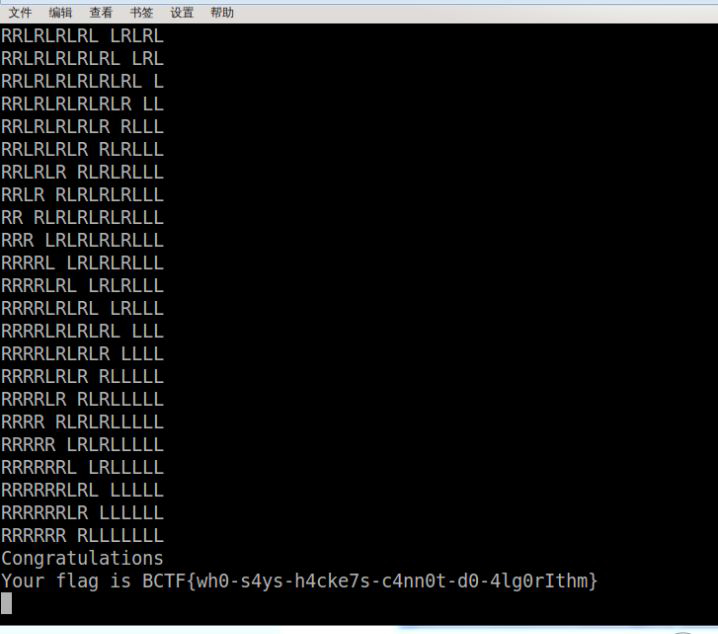 文件 编辑 查看 书签 设置 帮助
RRLRLRLRL LRLRL
RRLRLRLRLRL LRL
RRLRLRLRLRLRL L
RRLRLRLRLRLR LL
RRLRLRLRLR RLLL
RRLRLRLR RLRLLL
RRLRLR RLRLRLLL
RRLR RLRLRLRLLL
RR RLRLRLRLRLLL
RRR LRLRLRLRLLL
RRRRL LRLRLRLLL
RRRRLRL LRLRLLL
RRRRLRLRL LRLLL
RRRRLRLRLRL LLL
RRRRLRLRLR LLLL
RRRRLRLR RLLLLL
RRRRLR RLRLLLLL
RRRR RLRLRLLLLL
RRRRR LRLRLLLLL
RRRRRRL LRLLLLL
RRRRRRLRL LLLLL
RRRRRRLR LLLLLL
RRRRRR RLLLLLLL
Congratulations
Your flag is BCTF{wh0-s4ys-h4cke7s-c4nn0t-d0-4lg0rIthm}